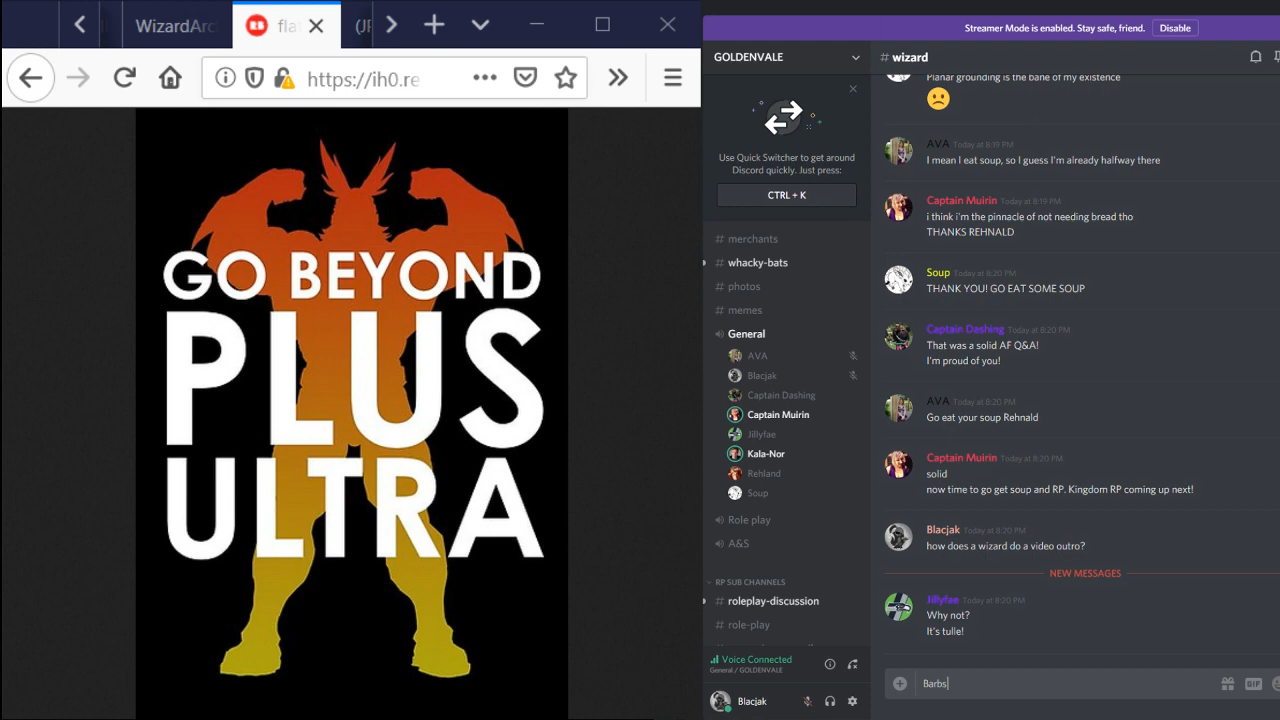 WizardArc
fla
(JF
https://ih0.re
GO BEYOND
PLUS
ULTRA
Streamer Mode is enabled. Stay safe, friend.
Disable
GOLDENVALE
Use Quick Switcher to get around
Discord quickly. Just press:
CTRL + K
# merchants
# whacky-bats
# photos
# memes
General
AVA
Blacjak
Captain Dashing
Captain Muirin
Jillyfae
Kala-Nor
Rehland
Soup
Role play
A&S
RP SUB CHANNELS
# roleplay-discussion
# role-play
Voice Connected
General / GOLDENVALE
Blacjak
# wizard
Planar grounding is the bane of my existence
AVA Today at 8:19 PM
I mean I eat soup, so I guess I'm already halfway there
Captain Muirin Today at 8:19 PM
i think i'm the pinnacle of not needing bread tho
THANKS REHNALD
Soup Today at 8:20 PM
THANK YOU! GO EAT SOME SOUP
Captain Dashing Today at 8:20 PM
That was a solid AF Q&A!
I'm proud of you!
AVA Today at 8:20 PM
Go eat your soup Rehnald
Captain Muirin Today at 8:20 PM
solid
now time to go get soup and RP. Kingdom RP coming up next!
Blacjak Today at 8:20 PM
how does a wizard do a video outro?
NEW MESSAGES
Jillyfae Today at 8:20 PM
Why not?
It's tulle!
Barbs
GIF